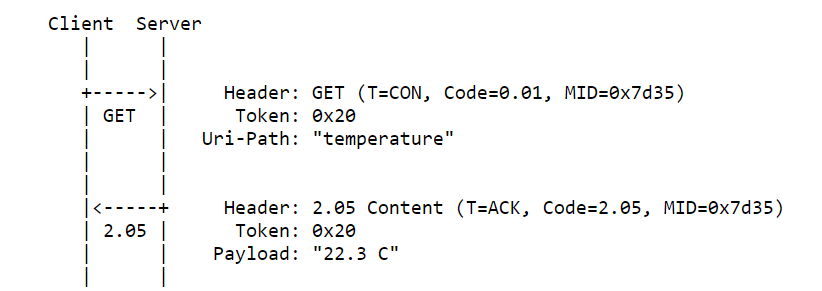 Client  Server
   |      |
   |      |
   +----->|     Header: GET (T=CON, Code=0.01, MID=0x7d35)
   | GET  |      Token: 0x20
   |      |   Uri-Path: "temperature"
   |      |
   |      |
   |<-----+     Header: 2.05 Content (T=ACK, Code=2.05, MID=0x7d35)
   | 2.05 |      Token: 0x20
   |      |    Payload: "22.3 C"
   |      |